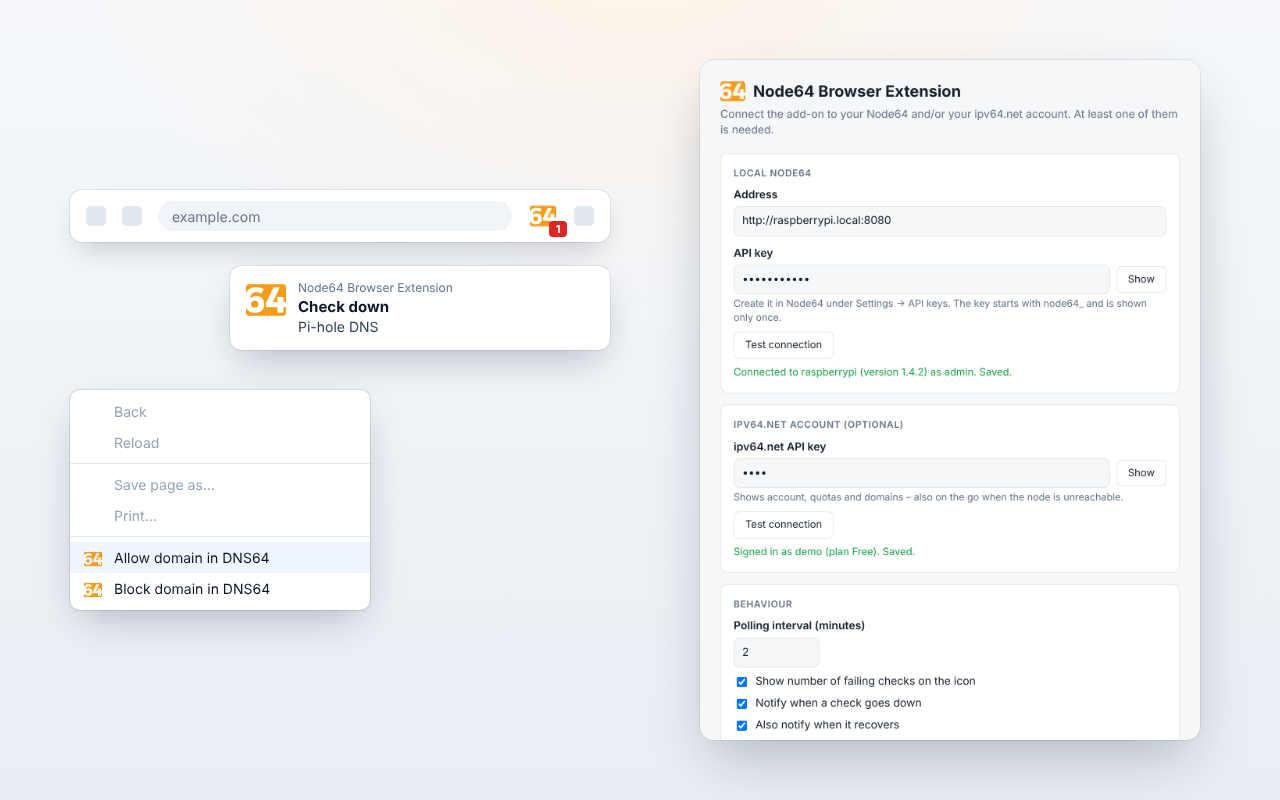 example.com
64
1
64
Node64 Browser Extension
Check down
Pi-hole DNS
Back
Reload
Save page as…
Print…
64 Allow domain in DNS64
64 Block domain in DNS64
64 Node64 Browser Extension
Connect the add-on to your Node64 and/or your ipv64.net account. At least one of them
is needed.
LOCAL NODE64
Address
http://raspberrypi.local:8080
API key
•••••••••••
Show
Create it in Node64 under Settings → API keys. The key starts with node64_ and is shown
only once.
Test connection
Connected to raspberrypi (version 1.4.2) as admin. Saved.
IPV64.NET ACCOUNT (OPTIONAL)
ipv64.net API key
••••
Show
Shows account, quotas and domains – also on the go when the node is unreachable.
Test connection
Signed in as demo (plan Free). Saved.
BEHAVIOUR
Polling interval (minutes)
2
Show number of failing checks on the icon
Notify when a check goes down
Also notify when it recovers